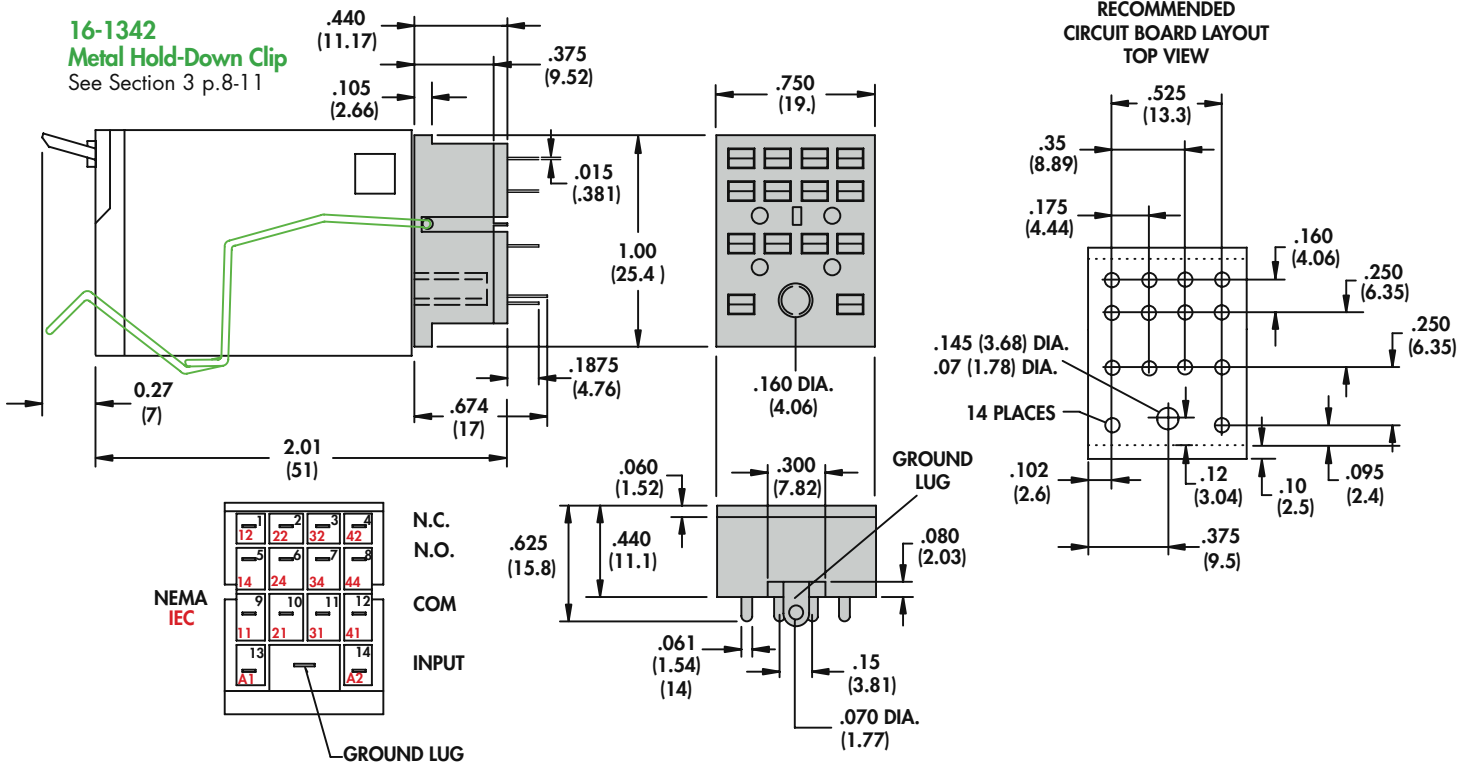 16-1342
Metal Hold-Down Clip
See Section 3 p.8-11
.440
(11.17)
.375
(9.52)
.105
(2.66)
.015
(.381)
1.00
(25.4 )
.1875
(4.76)
.674
(17)
0.27
(7)
2.01
(51)
.750
(19.)
.160 DIA.
(4.06)
RECOMMENDED
CIRCUIT BOARD LAYOUT
TOP VIEW
.525
(13.3)
.35
(8.89)
.175
(4.44)
.160
(4.06)
.250
(6.35)
.250
(6.35)
.145 (3.68) DIA.
.07 (1.78) DIA.
14 PLACES
.102
(2.6)
.12
(3.04)
.10
(2.5)
.095
(2.4)
.375
(9.5)
NEMA
IEC
1 2 3 4
12 22 32 42
N.C.
5 6 7 8
14 24 34 44
N.O.
9 10 11 12
11 21 31 41
COM
13 14
A1 A2
INPUT
GROUND LUG
.060
(1.52)
.300
(7.82)
GROUND
LUG
.625
(15.8)
.440
(11.1)
.080
(2.03)
.061
(1.54)
(14)
.15
(3.81)
.070 DIA.
(1.77)